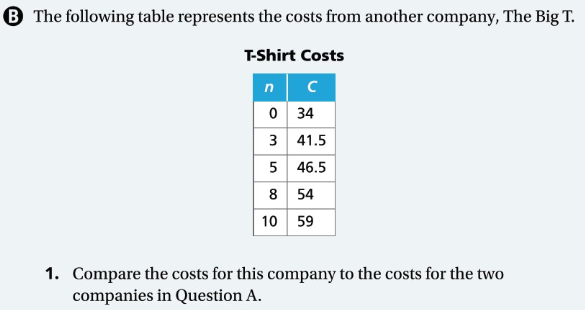 B The following table represents the costs from another company, The Big T.
T-Shirt Costs
n C
0 34
3 41.5
5 46.5
8 54
10 59
1. Compare the costs for this company to the costs for the two
companies in Question A.